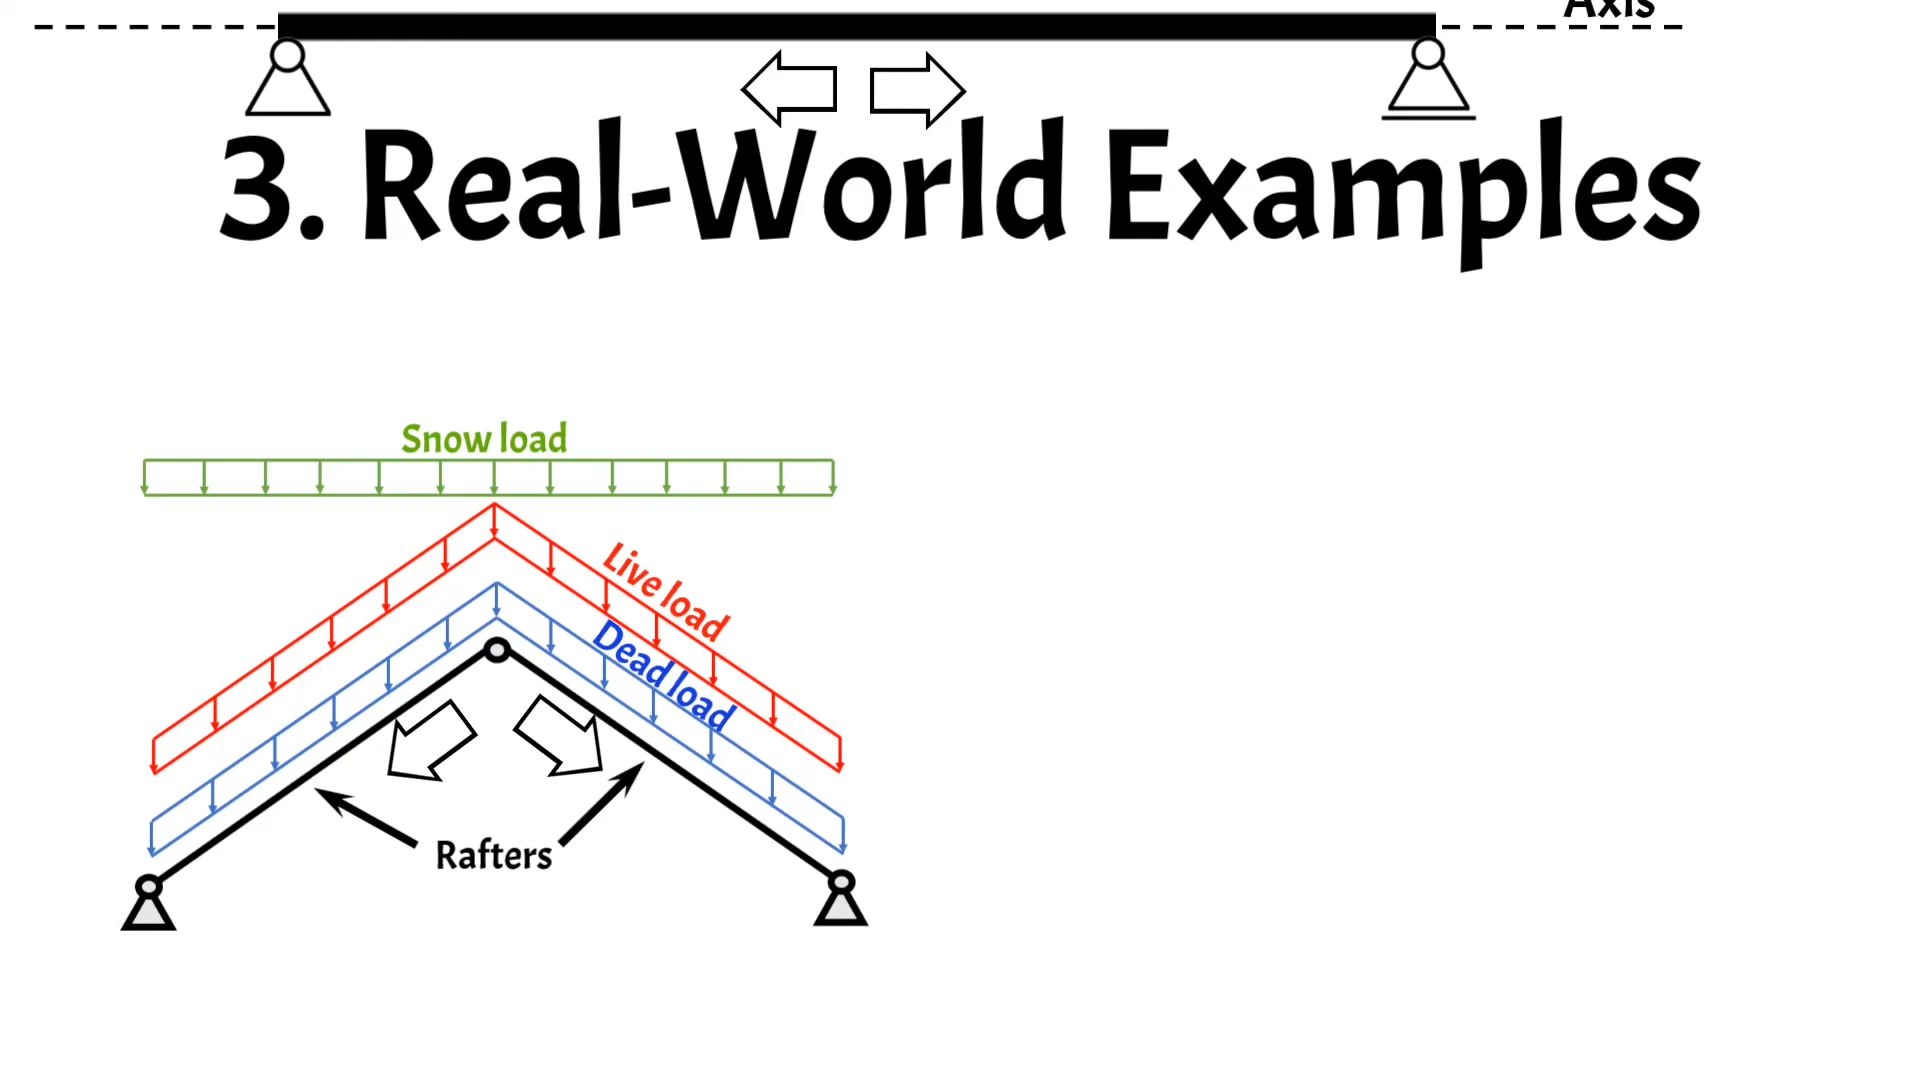 Axis
3. Real-World Examples
Snow load
Live load
Dead load
Rafters